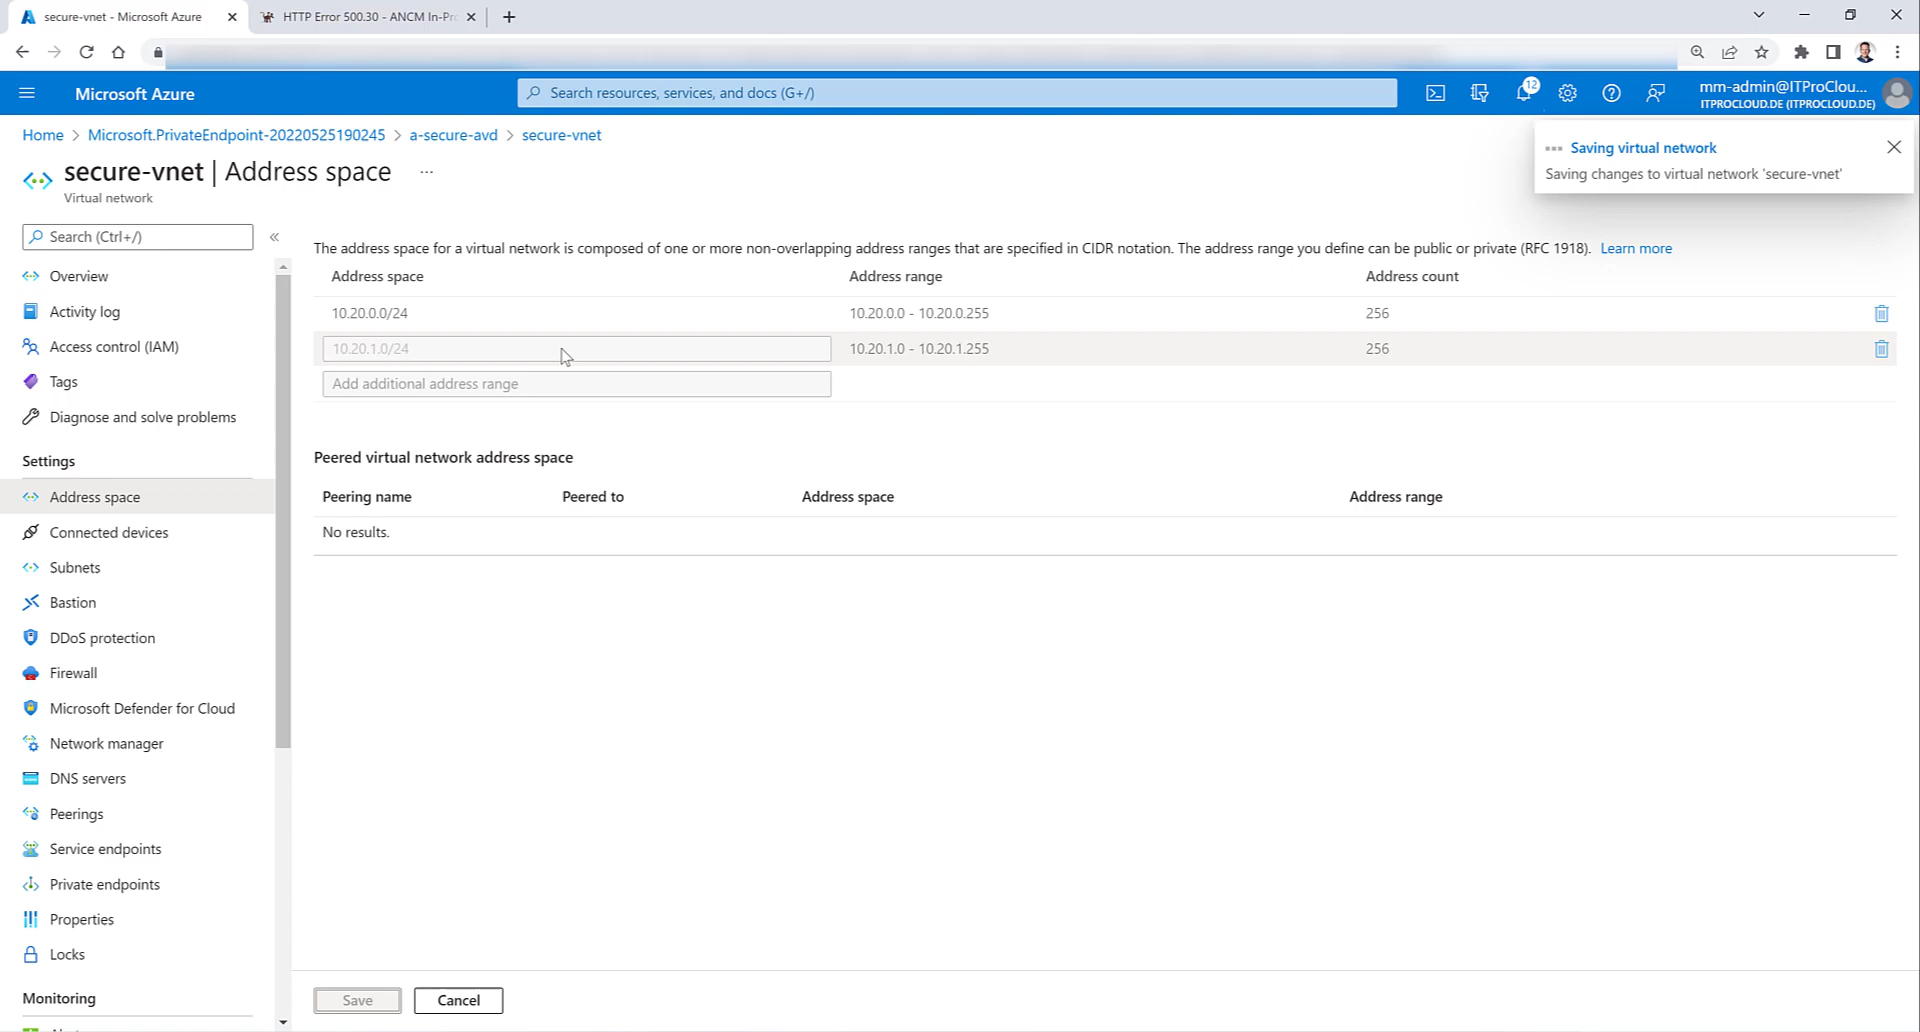 secure-vnet - Microsoft Azure
HTTP Error 500.30 - ANCM In-Pr
Microsoft Azure
Search resources, services, and docs (G+/)
12
mm-admin@ITProClou...
ITPROCLOUD.DE (ITPROCLOUD.DE)
Home > Microsoft.PrivateEndpoint-20220525190245 > a-secure-avd > secure-vnet
Saving virtual network
Saving changes to virtual network 'secure-vnet'
secure-vnet | Address space ...
Virtual network
Search (Ctrl+/)
«
Overview
Activity log
Access control (IAM)
Tags
Diagnose and solve problems
Settings
Address space
Connected devices
Subnets
Bastion
DDoS protection
Firewall
Microsoft Defender for Cloud
Network manager
DNS servers
Peerings
Service endpoints
Private endpoints
Properties
Locks
Monitoring
The address space for a virtual network is composed of one or more non-overlapping address ranges that are specified in CIDR notation. The address range you define can be public or private (RFC 1918). Learn more
Address space Address range Address count
10.20.0.0/24 10.20.0.0 - 10.20.0.255 256
10.20.1.0/24 10.20.1.0 - 10.20.1.255 256
Add additional address range
Peered virtual network address space
Peering name Peered to Address space Address range
No results.
Save Cancel